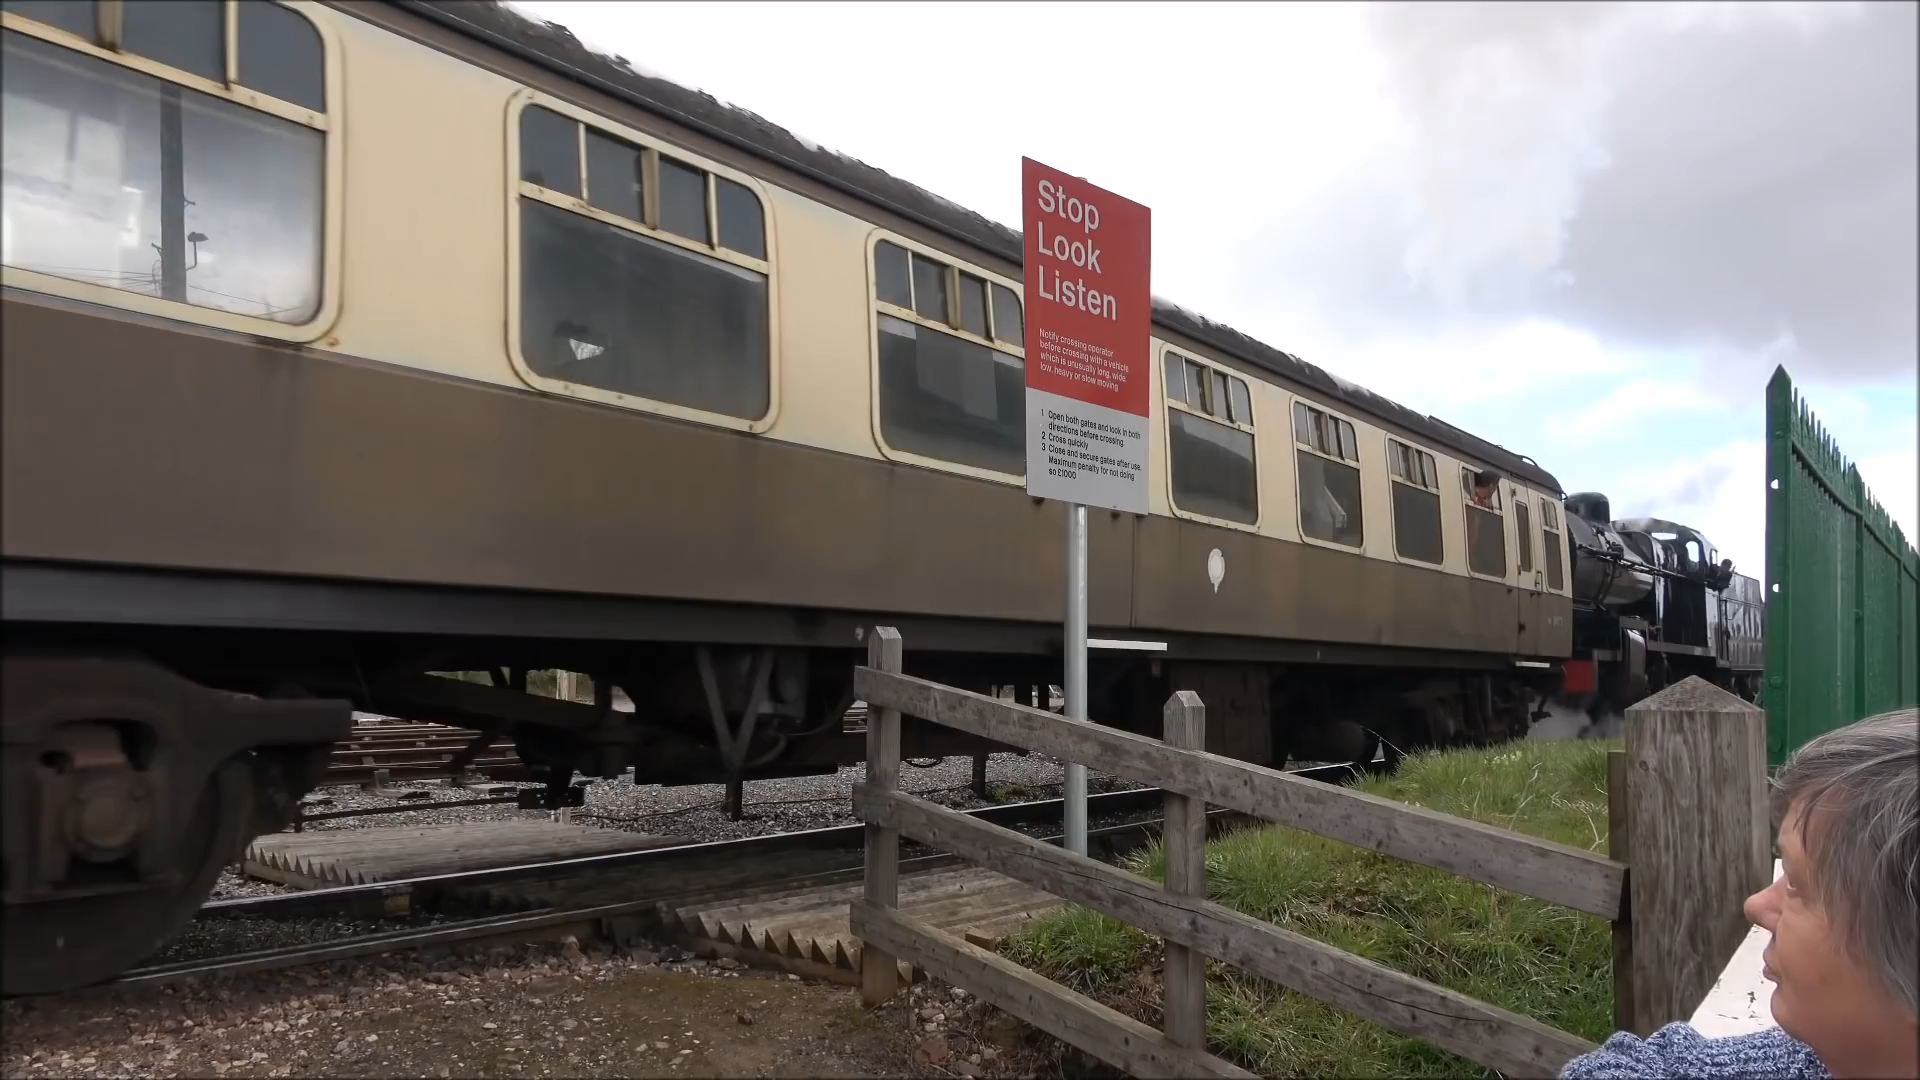 Stop
Look
Listen
Notify crossing operator
before crossing with a vehicle
which is unusually long, wide,
low, heavy or slow moving
1 Open both gates and look in both
directions before crossing.
2 Cross quickly
3 Close and secure gates after use.
Maximum penalty for not doing
so £1000